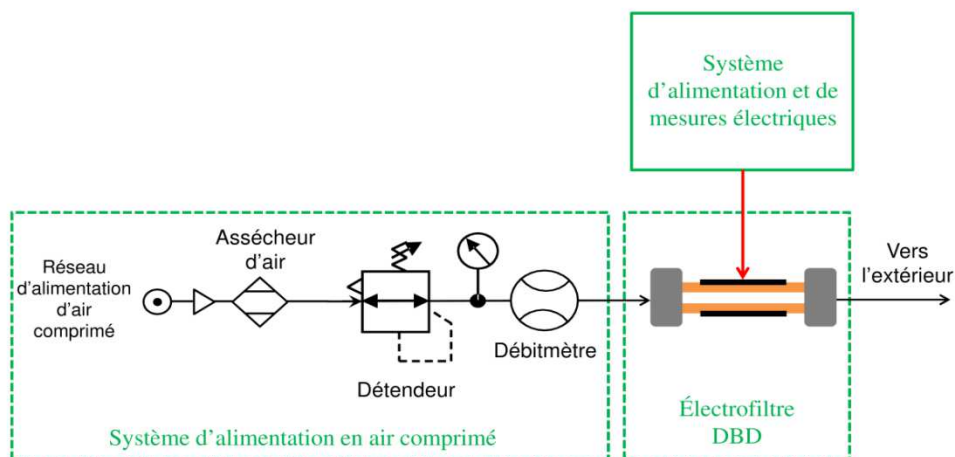 Système
d'alimentation et de
mesures électriques
Assécheur
d'air
Réseau
d'alimentation
d'air
comprimé
Détendeur
Débitmètre
Système d'alimentation en air comprimé
Vers
l'extérieur
Électrofiltre
DBD